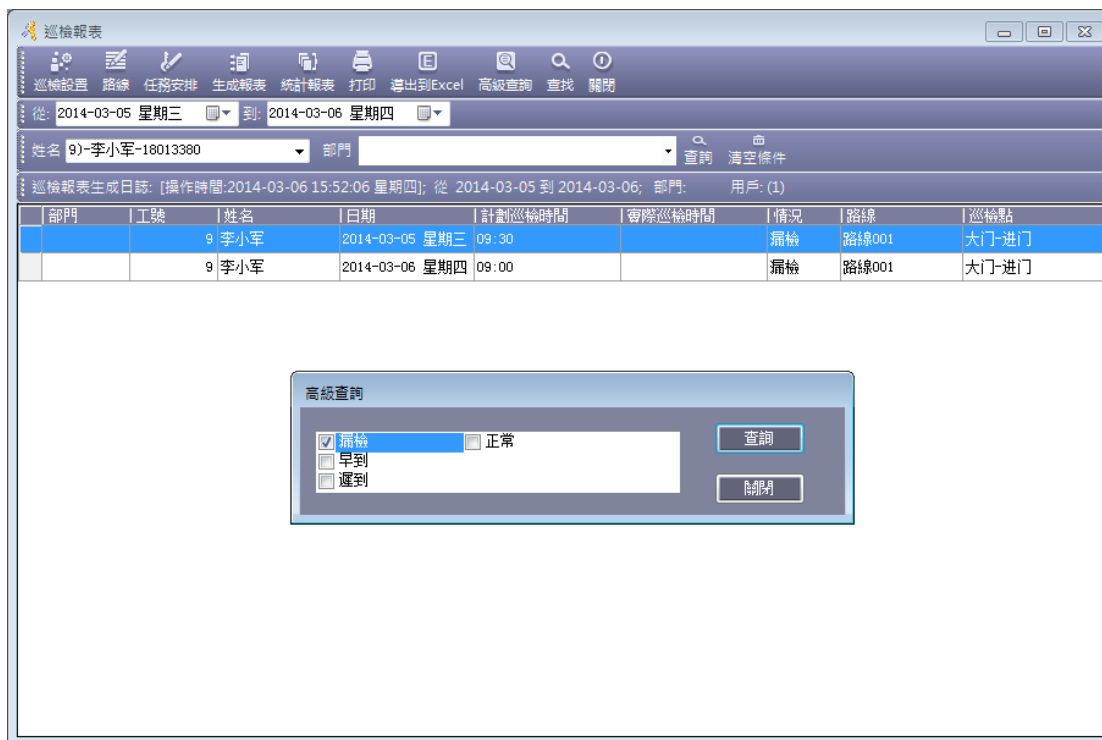 巡檢報表
巡檢設置 路線 任務安排 生成報表 統計報表 打印 導出到Excel 高級查詢 查找 關閉
從: 2014-03-05 星期三 到: 2014-03-06 星期四
姓名 9)-李小军-18013380 部門 查詢 清空條件
巡檢報表生成日誌: [操作時間:2014-03-06 15:52:06 星期四]; 從 2014-03-05 到 2014-03-06; 部門: 用戶: (1)
部門 工號 姓名 日期 計劃巡檢時間 實際巡檢時間 情況 路線 巡檢點
9 李小军 2014-03-05 星期三 09:30 漏檢 路線001 大门-进门
9 李小军 2014-03-06 星期四 09:00 漏檢 路線001 大门-进门
高級查詢
漏檢 正常 查詢
早到
遲到 關閉